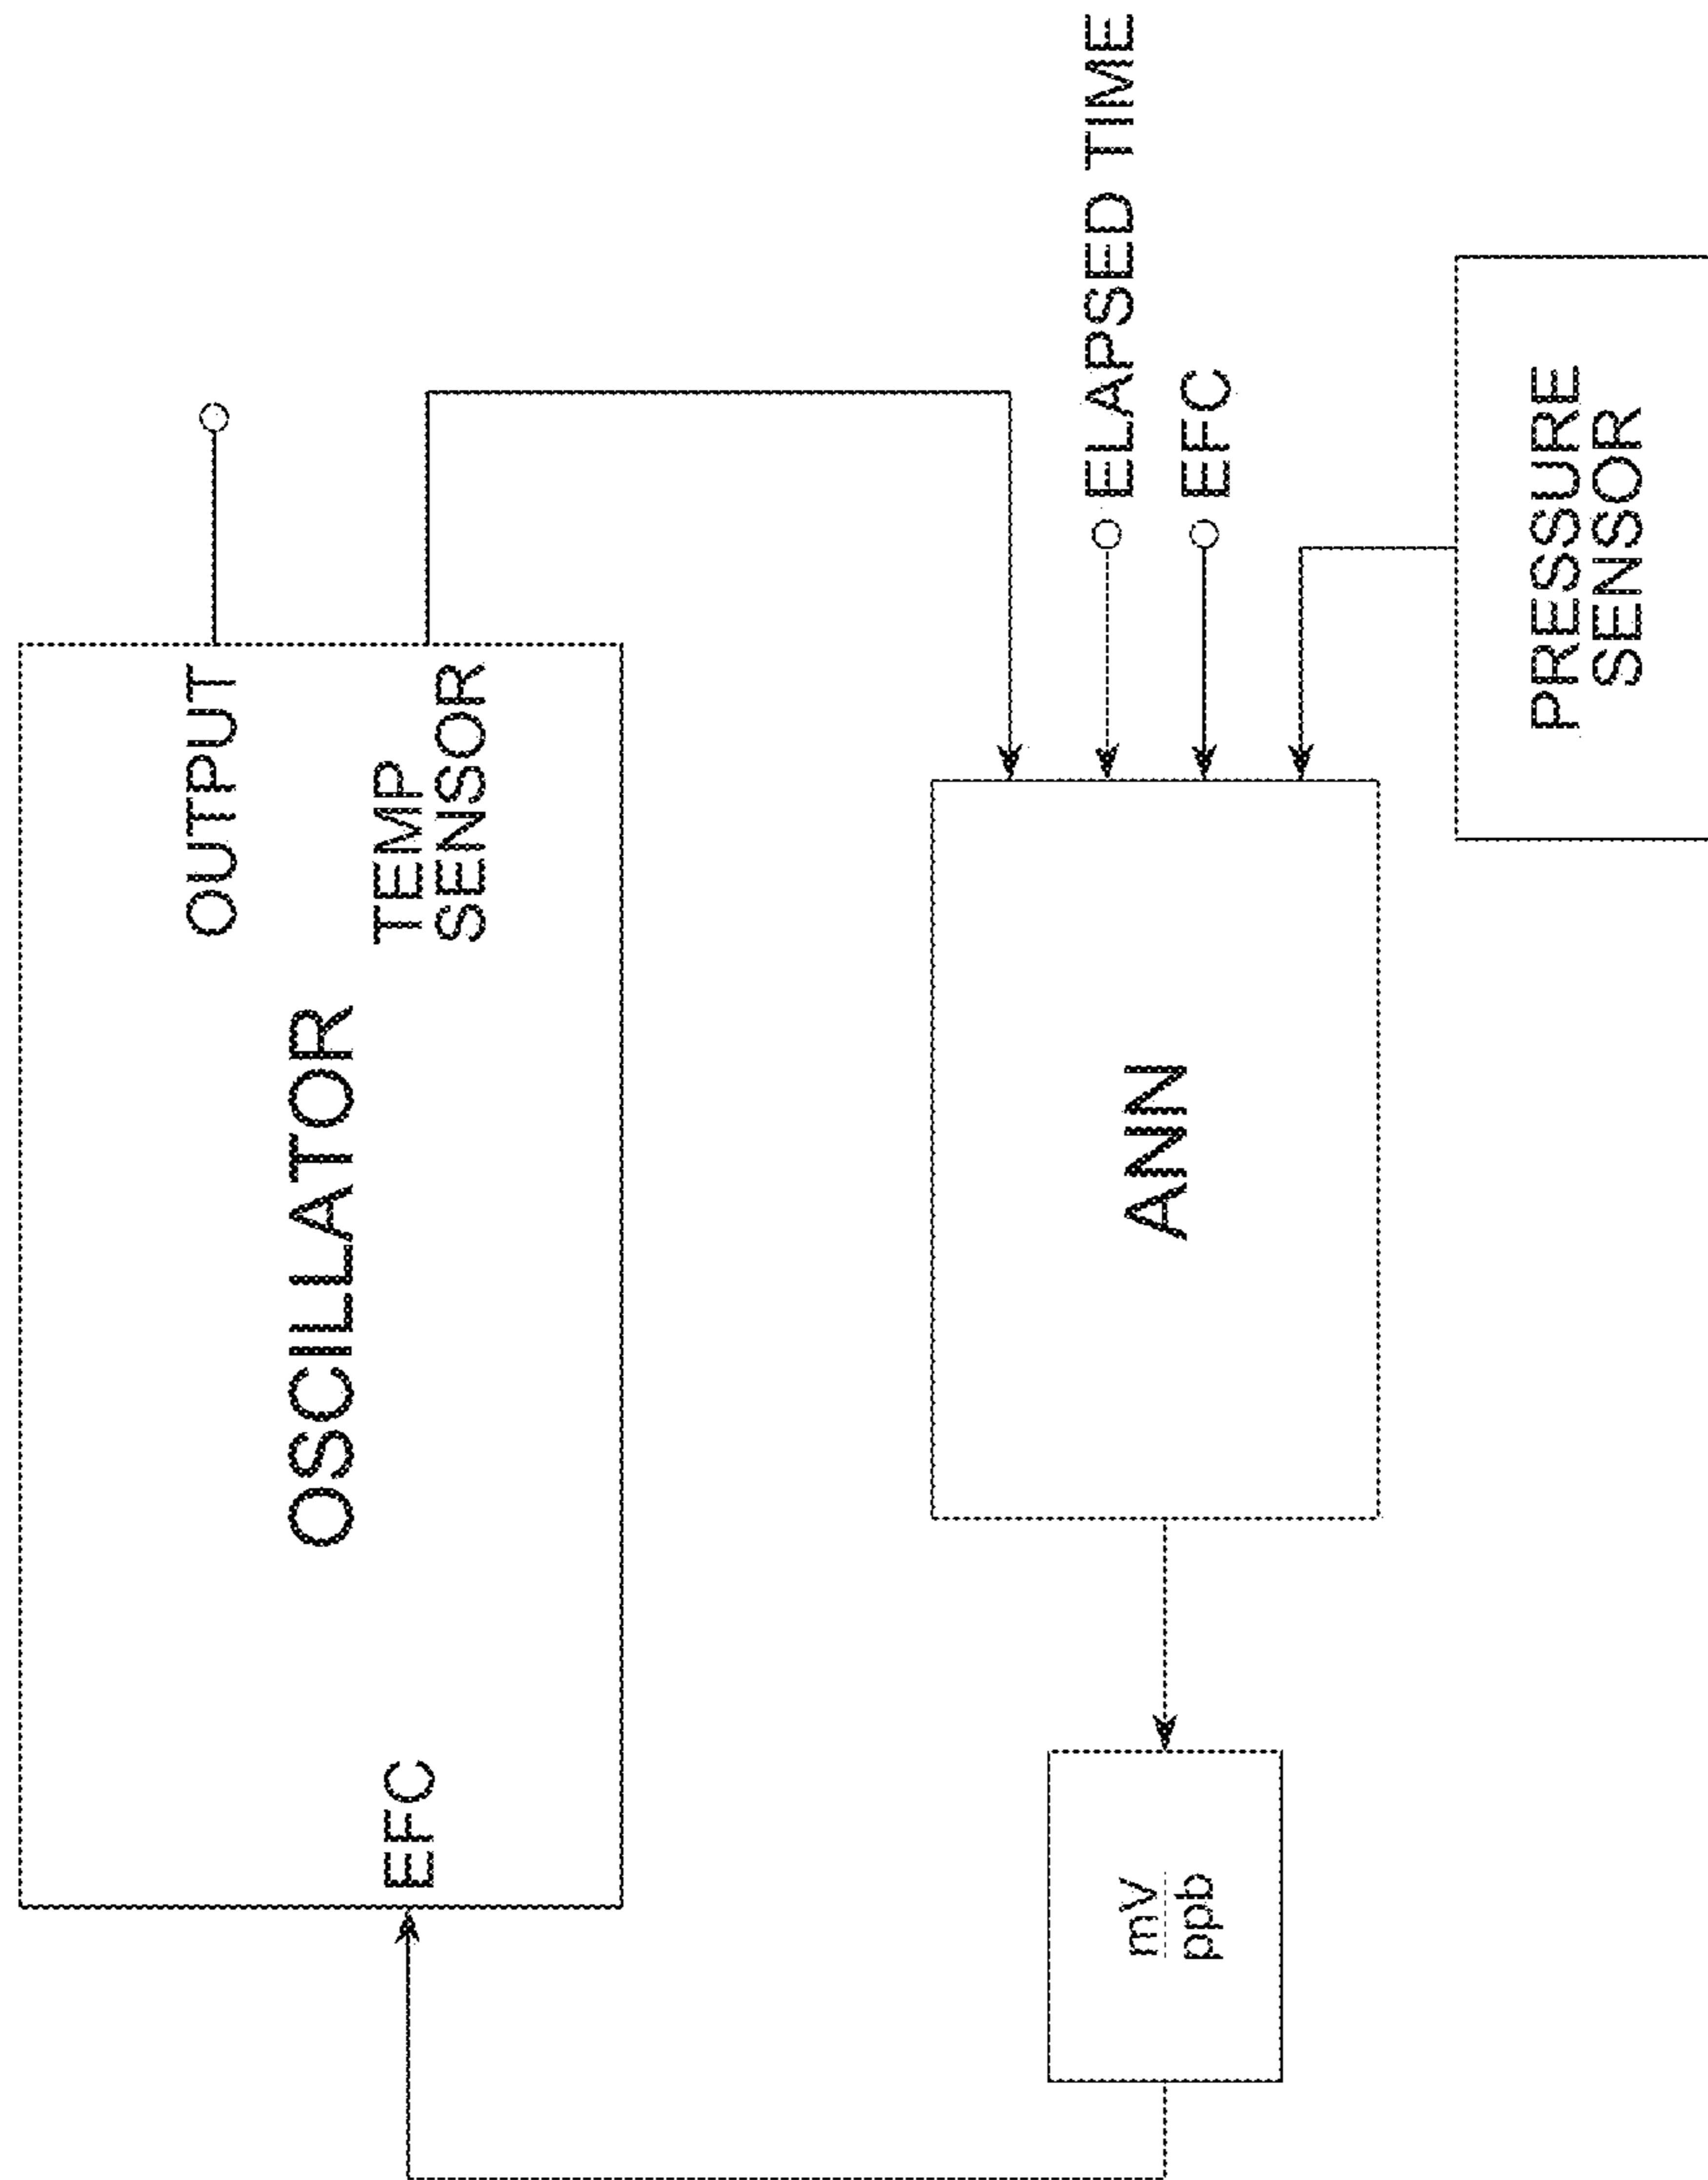 OSCILLATOR
OUTPUT
TEMP
SENSOR
EFC
ELAPSED TIME
EFC
ANN
mV
ppb
PRESSURE
SENSOR